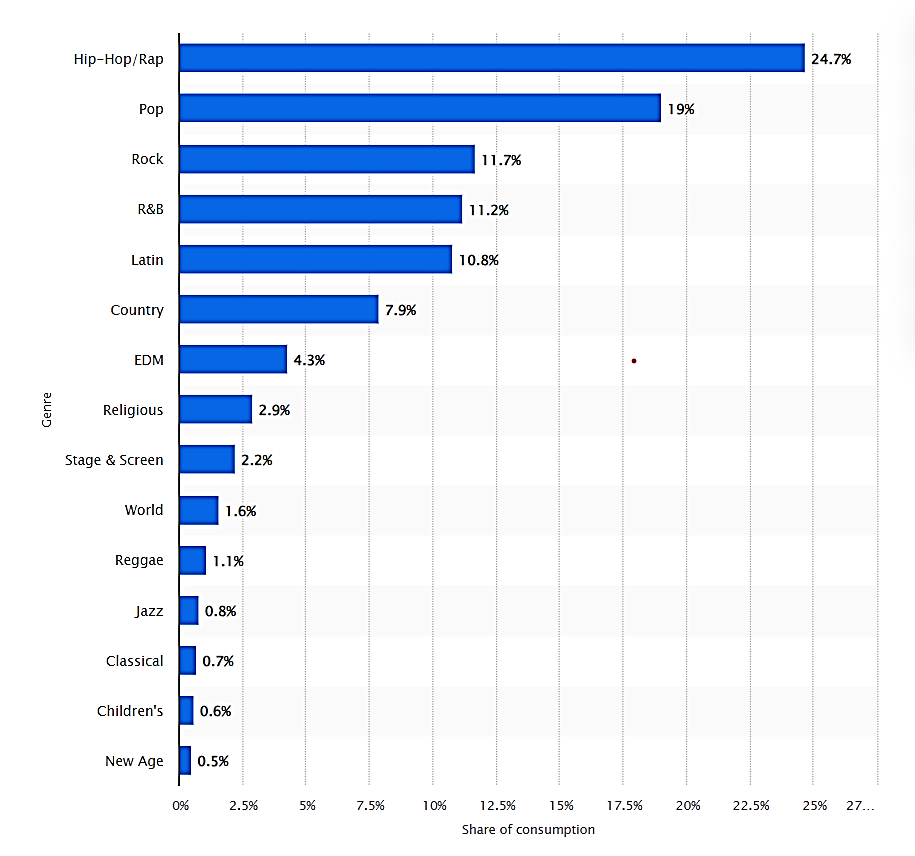 Hip-Hop/Rap 24.7%
Pop 19%
Rock 11.7%
R&B 11.2%
Latin 10.8%
Country 7.9%
EDM 4.3%
Religious 2.9%
Stage & Screen 2.2%
World 1.6%
Reggae 1.1%
Jazz 0.8%
Classical 0.7%
Children's 0.6%
New Age 0.5%
Genre
0% 2.5% 5% 7.5% 10% 12.5% 15% 17.5% 20% 22.5% 25% 27...
Share of consumption